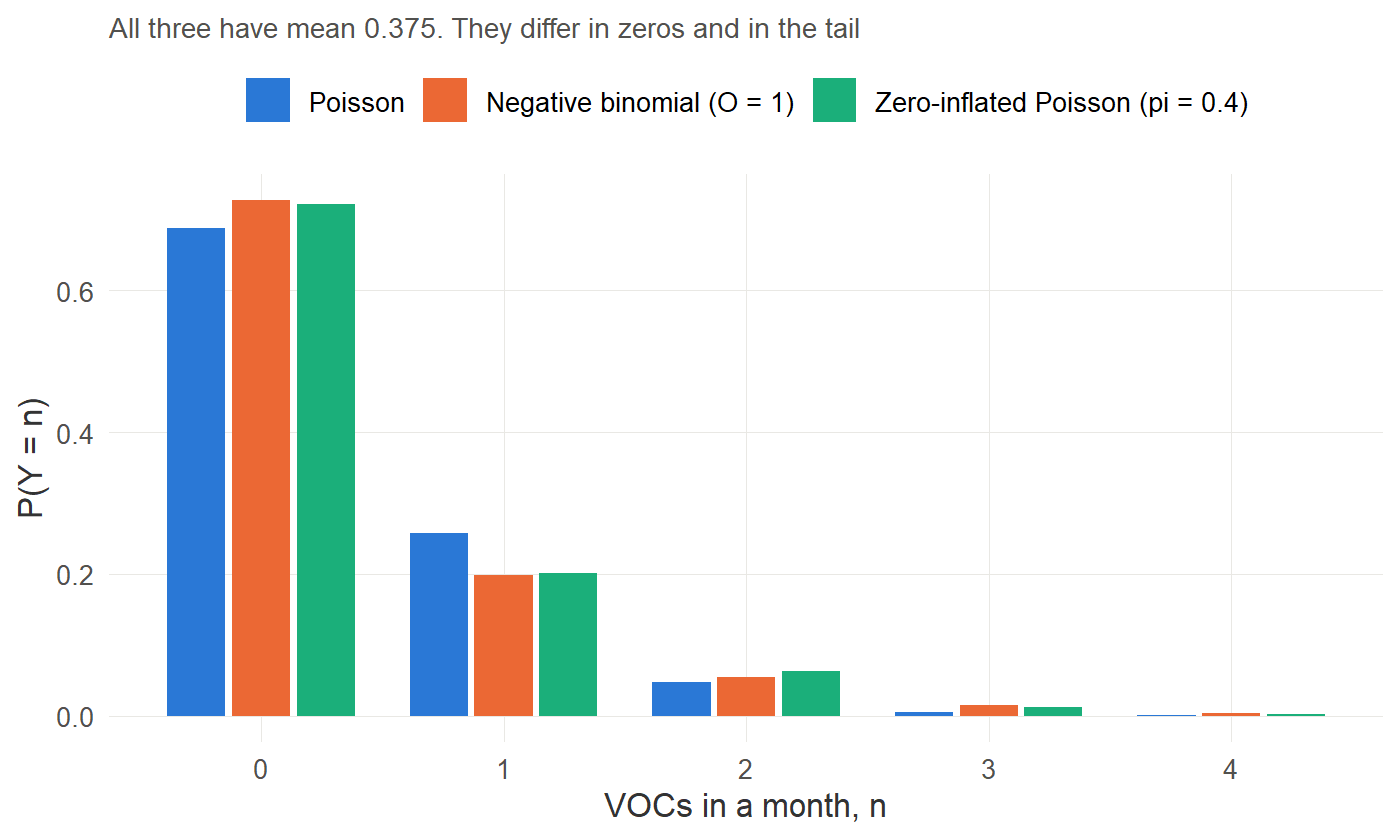 All three have mean 0.375. They differ in zeros and in the tail
Poisson Negative binomial (O = 1) Zero-inflated Poisson (pi = 0.4)
P(Y = n)
0.6
0.4
0.2
0.0
0 1 2 3 4
VOCs in a month, n